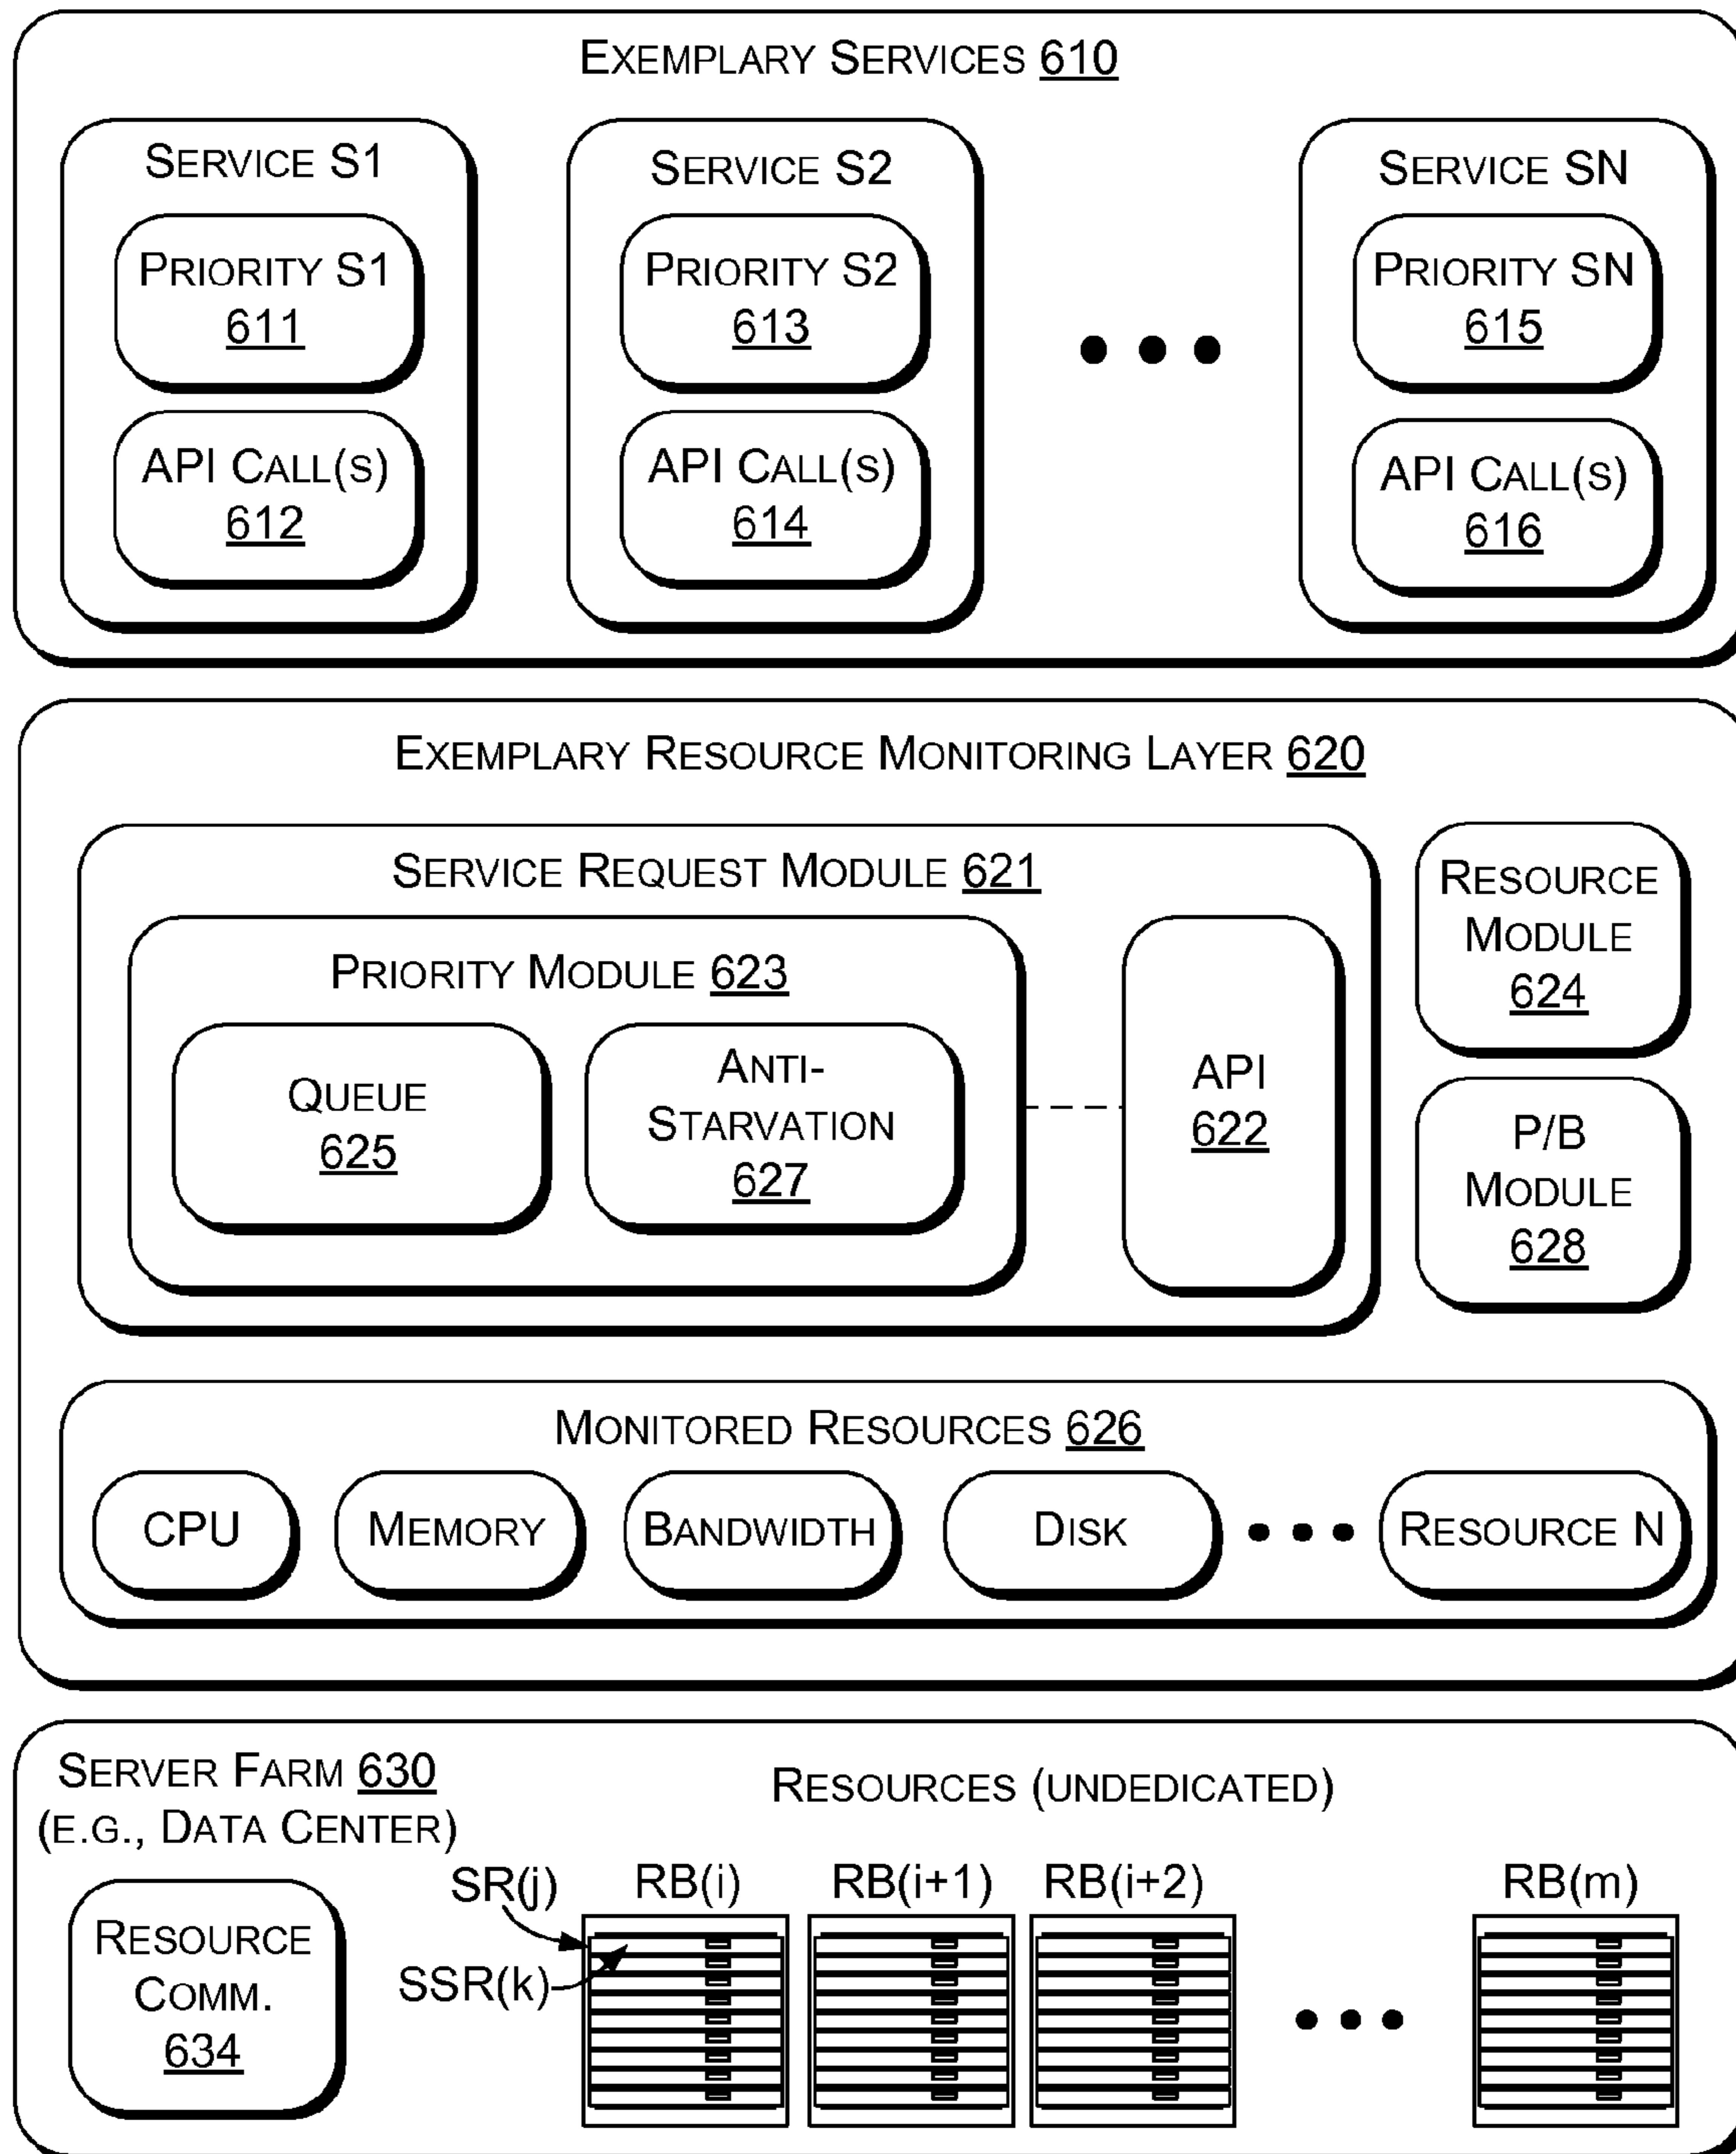 EXEMPLARY SERVICES 610
SERVICE S1
PRIORITY S1
611
API CALL(S)
612
SERVICE S2
PRIORITY S2
613
API CALL(S)
614
SERVICE SN
PRIORITY SN
615
API CALL(S)
616
EXEMPLARY RESOURCE MONITORING LAYER 620
SERVICE REQUEST MODULE 621
PRIORITY MODULE 623
QUEUE
625
ANTI-
STARVATION
627
API
622
RESOURCE
MODULE
624
P/B
MODULE
628
MONITORED RESOURCES 626
CPU
MEMORY
BANDWIDTH
DISK
RESOURCE N
SERVER FARM 630
(E.G., DATA CENTER)
RESOURCES (UNDEDICATED)
RESOURCE
COMM.
634
SR(j)
SSR(k)
RB(i)
RB(i+1)
RB(i+2)
RB(m)